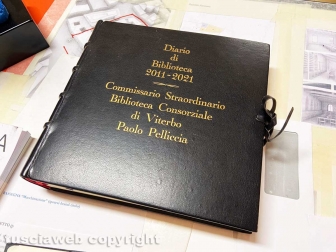 Diario
di
Biblioteca
2011-2021
Commissario Straordinario
Biblioteca Consorziale
di Viterbo
Paolo Pelliccia
A
Tusciaweb copyright